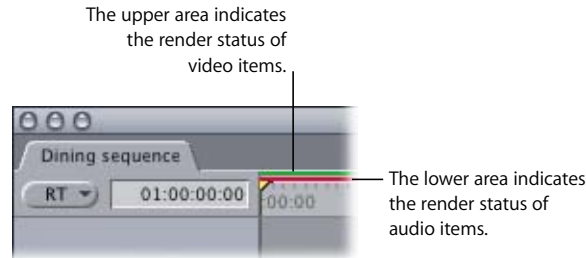 The upper area indicates
the render status of
video items.
Dining sequence
RT
01:00:00:00
00:00
The lower area indicates
the render status of
audio items.